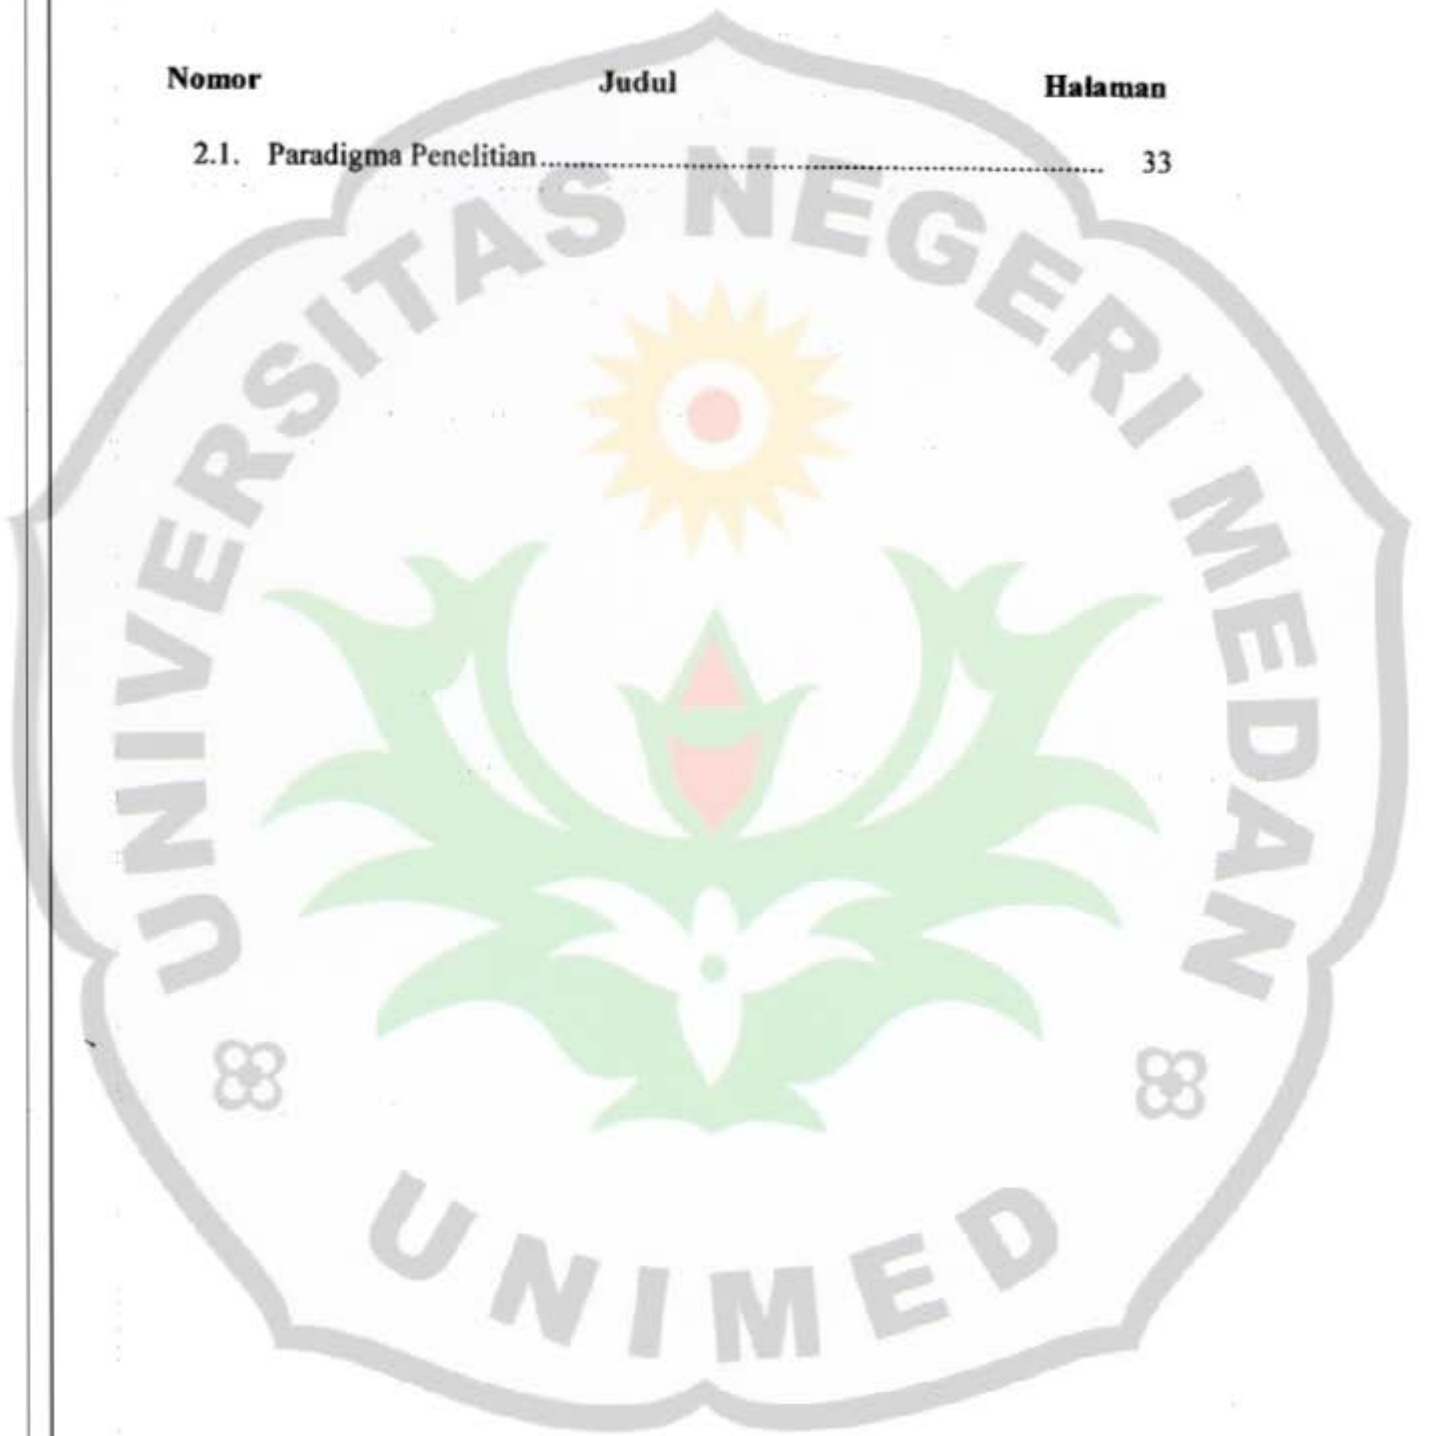 Nomor Judul Halaman
2.1. Paradigma Penelitian........................................................................ 33
UNIVERSITAS NEGERI MEDAN
UNIMED